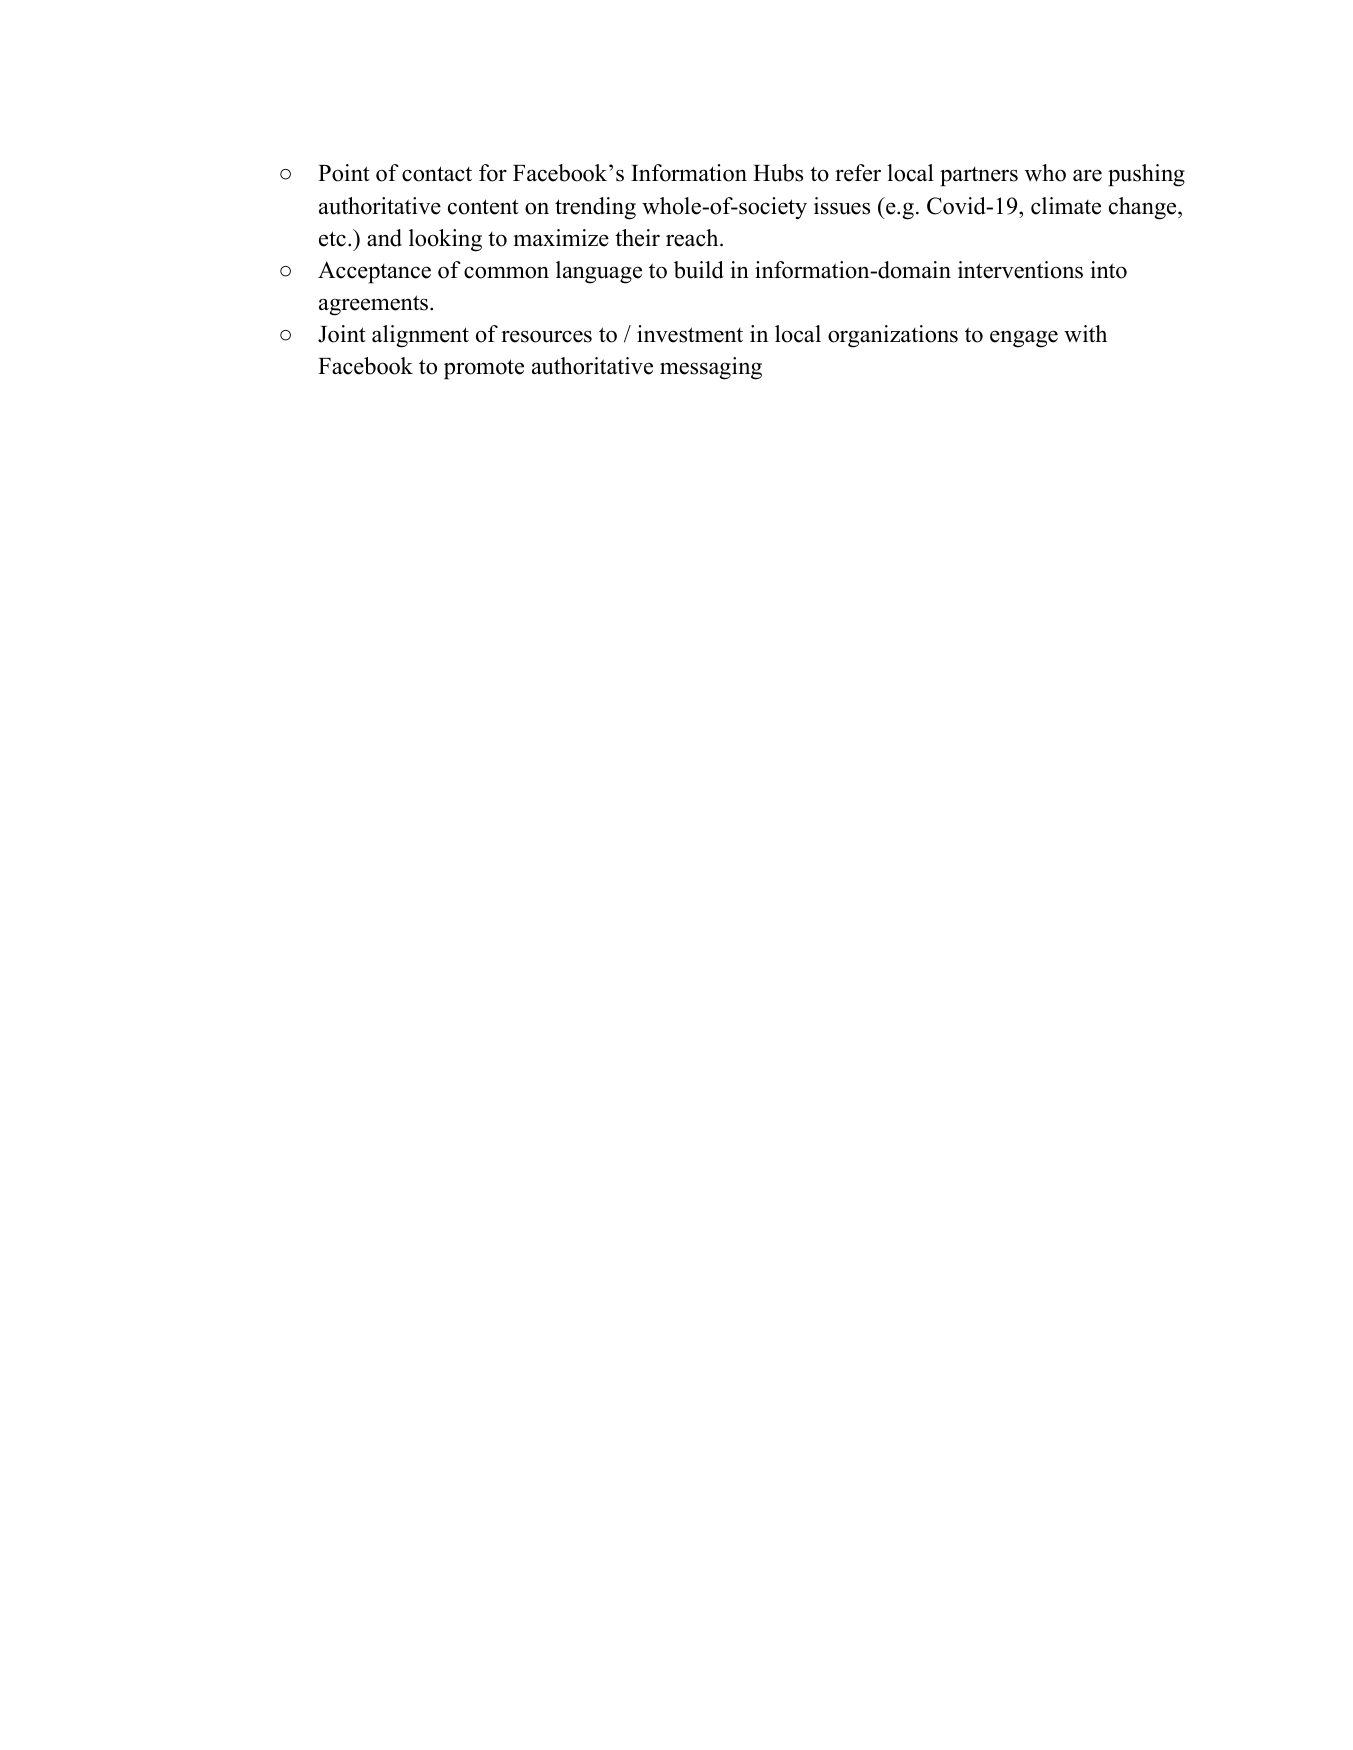 ○ Point of contact for Facebook’s Information Hubs to refer local partners who are pushing
authoritative content on trending whole-of-society issues (e.g. Covid-19, climate change,
etc.) and looking to maximize their reach.
○ Acceptance of common language to build in information-domain interventions into
agreements.
○ Joint alignment of resources to / investment in local organizations to engage with
Facebook to promote authoritative messaging